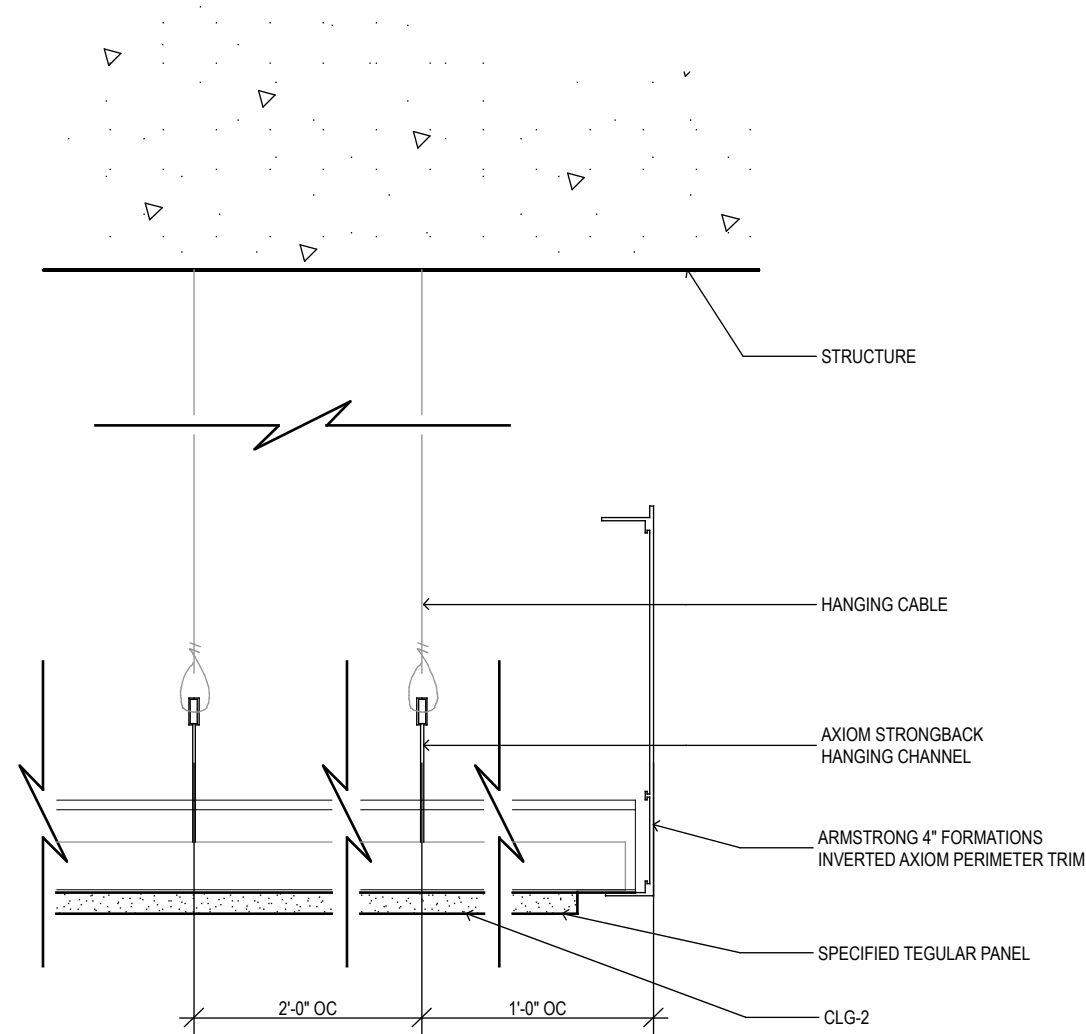 STRUCTURE
HANGING CABLE
AXIOM STRONGBACK
HANGING CHANNEL
ARMSTRONG 4" FORMATIONS
INVERTED AXIOM PERIMETER TRIM
SPECIFIED TEGULAR PANEL
2'-0" OC
1'-0" OC
CLG-2